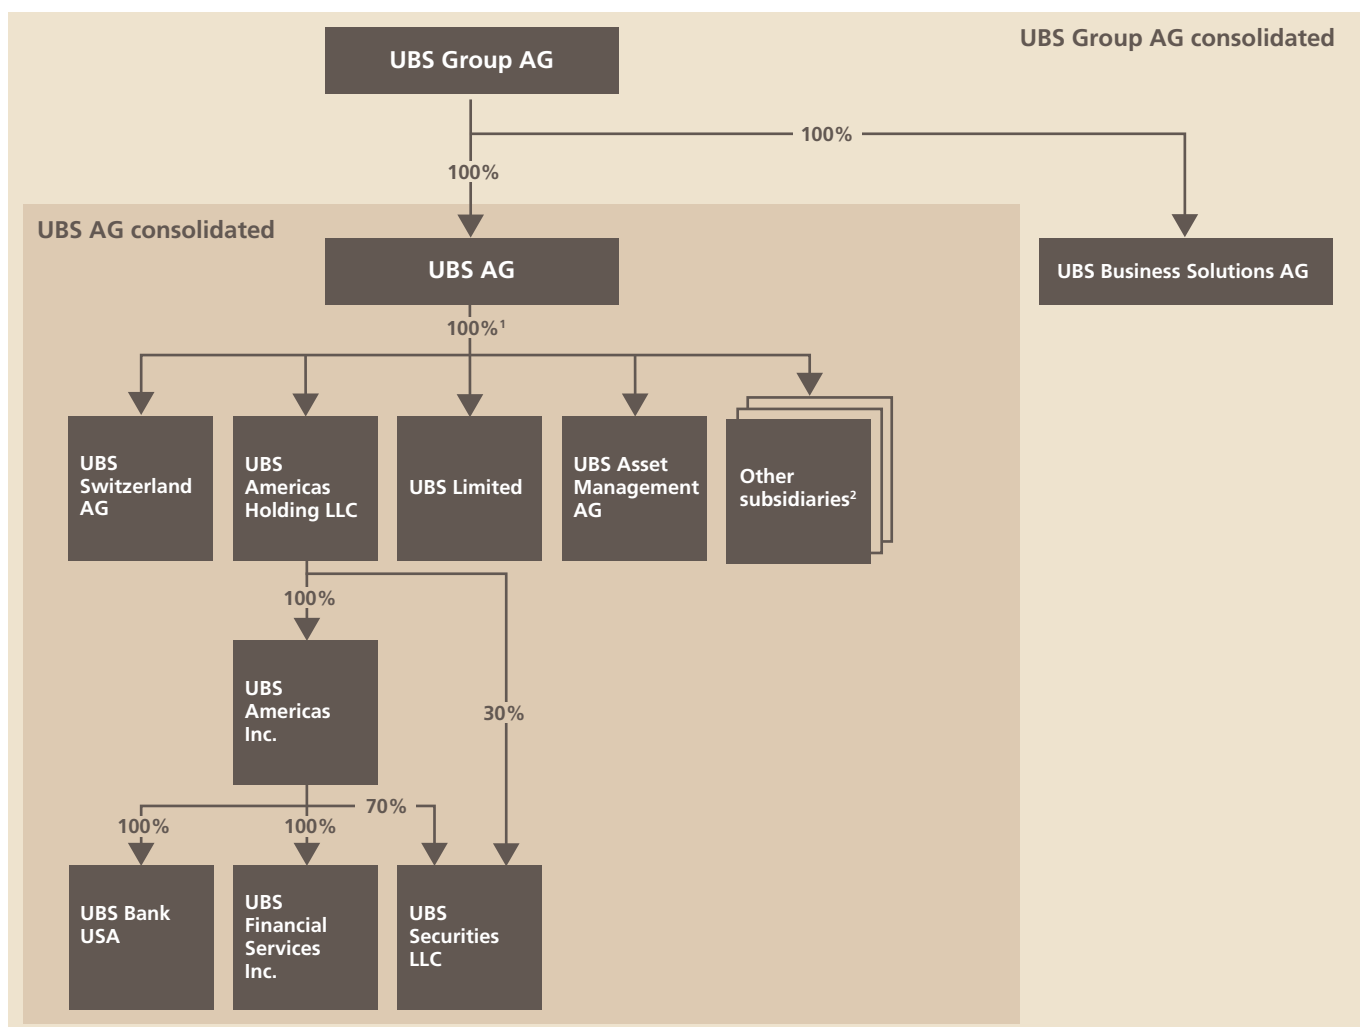 UBS Group AG
UBS Group AG consolidated
100%
100%
UBS AG consolidated
UBS AG
UBS Business Solutions AG
100%¹
UBS
Switzerland
AG
UBS
Americas
Holding LLC
UBS Limited
UBS Asset
Management
AG
Other
subsidiaries²
100%
UBS
Americas
Inc.
30%
70%
100%
100%
UBS Bank
USA
UBS
Financial
Services
Inc.
UBS
Securities
LLC